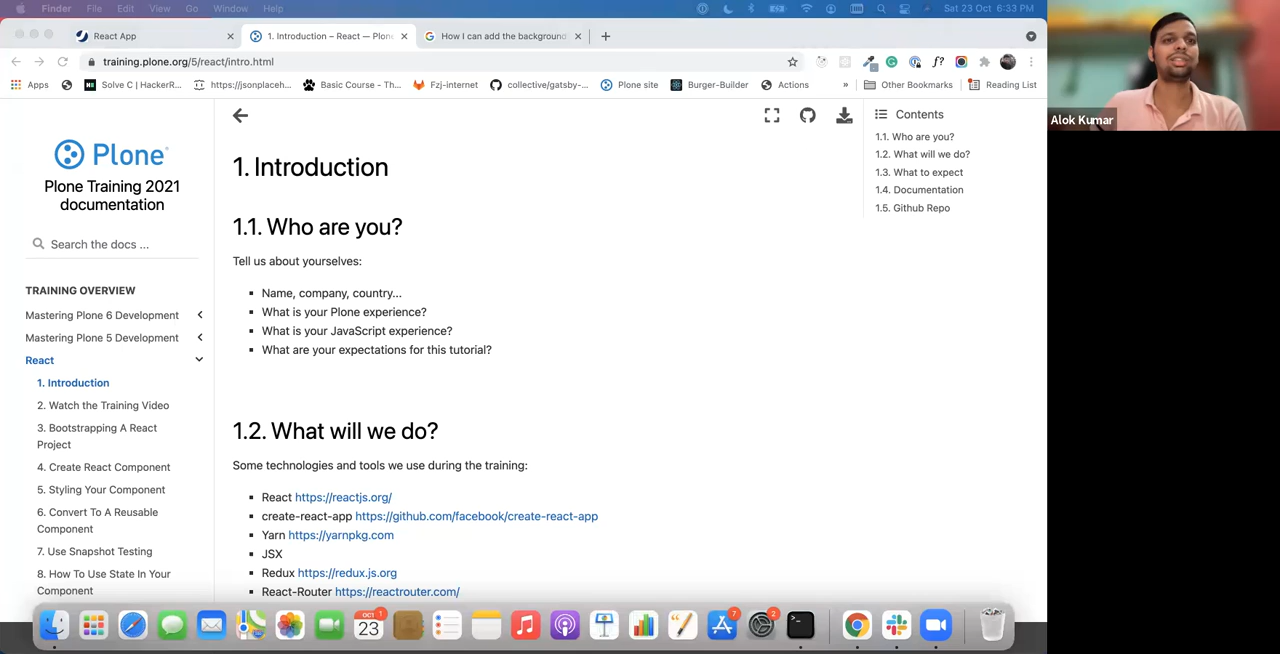 Finder File Edit View Go Window Help Sat 23 Oct 6:33 PM
React App 1. Introduction – React — Plone How I can add the background
training.plone.org/5/react/intro.html
Apps Solve C | HackerR... https://jsonplaceh... Basic Course - Th... Fzj-internet collective/gatsby-... Plone site Burger-Builder Actions » Other Bookmarks Reading List
Alok Kumar
Plone
Plone Training 2021
documentation
Search the docs ...
TRAINING OVERVIEW
Mastering Plone 6 Development
Mastering Plone 5 Development
React
1. Introduction
2. Watch the Training Video
3. Bootstrapping A React
Project
4. Create React Component
5. Styling Your Component
6. Convert To A Reusable
Component
7. Use Snapshot Testing
8. How To Use State In Your
Component
1. Introduction
1.1. Who are you?
Tell us about yourselves:
Name, company, country...
What is your Plone experience?
What is your JavaScript experience?
What are your expectations for this tutorial?
1.2. What will we do?
Some technologies and tools we use during the training:
React https://reactjs.org/
create-react-app https://github.com/facebook/create-react-app
Yarn https://yarnpkg.com
JSX
Redux https://redux.js.org
React-Router https://reactrouter.com/
Contents
1.1. Who are you?
1.2. What will we do?
1.3. What to expect
1.4. Documentation
1.5. Github Repo
OCT 1
23
7
2